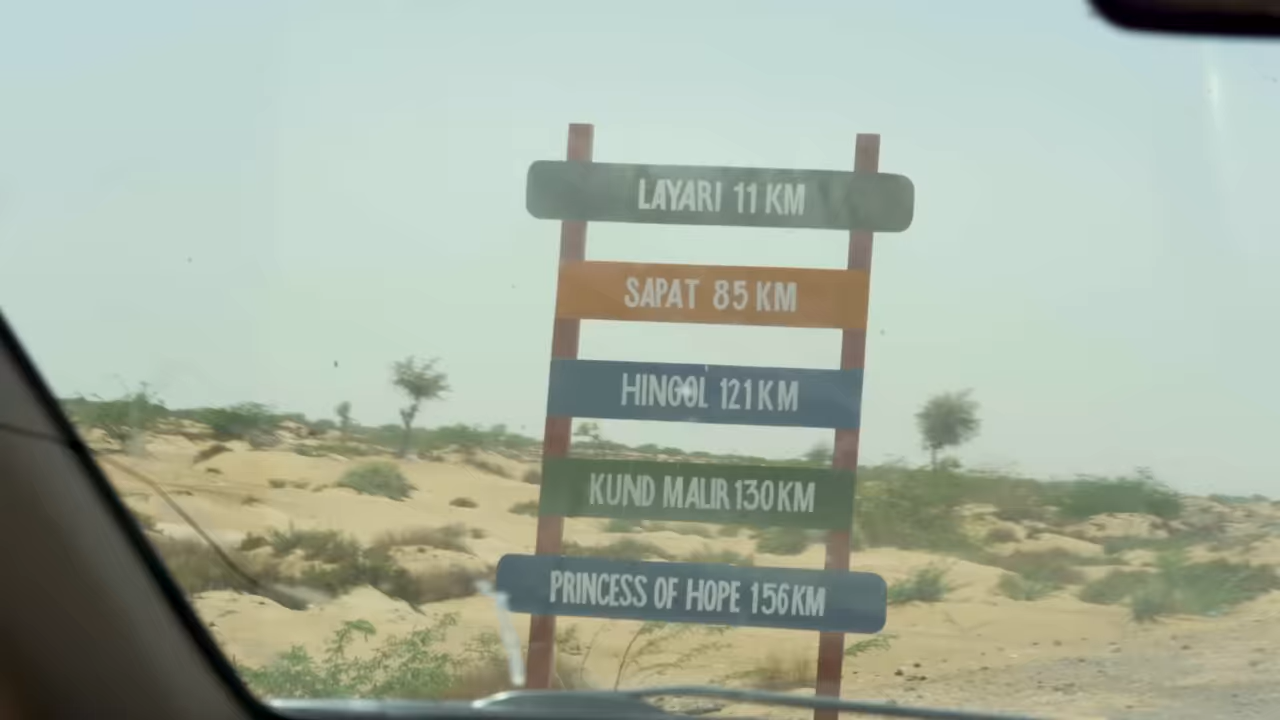 LAYARI 11 KM
SAPAT 85 KM
HINGOL 121 KM
KUND MALIR 130 KM
PRINCESS OF HOPE 156 KM